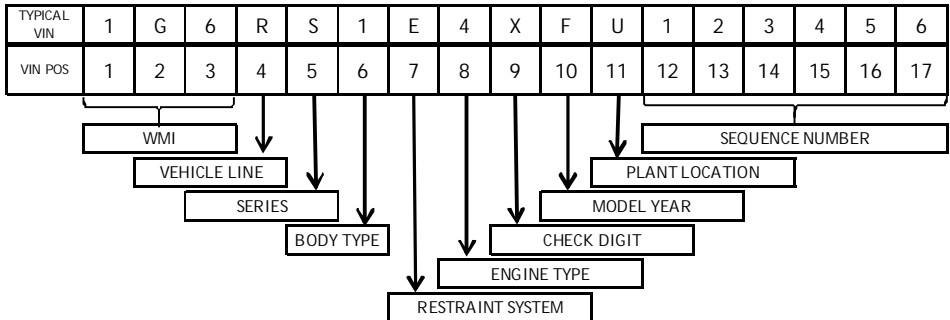 TYPICAL VIN 1 G 6 R S 1 E 4 X F U 1 2 3 4 5 6
VIN POS 1 2 3 4 5 6 7 8 9 10 11 12 13 14 15 16 17
WMI SEQUENCE NUMBER
VEHICLE LINE PLANT LOCATION
SERIES MODEL YEAR
BODY TYPE CHECK DIGIT
ENGINE TYPE
RESTRAINT SYSTEM